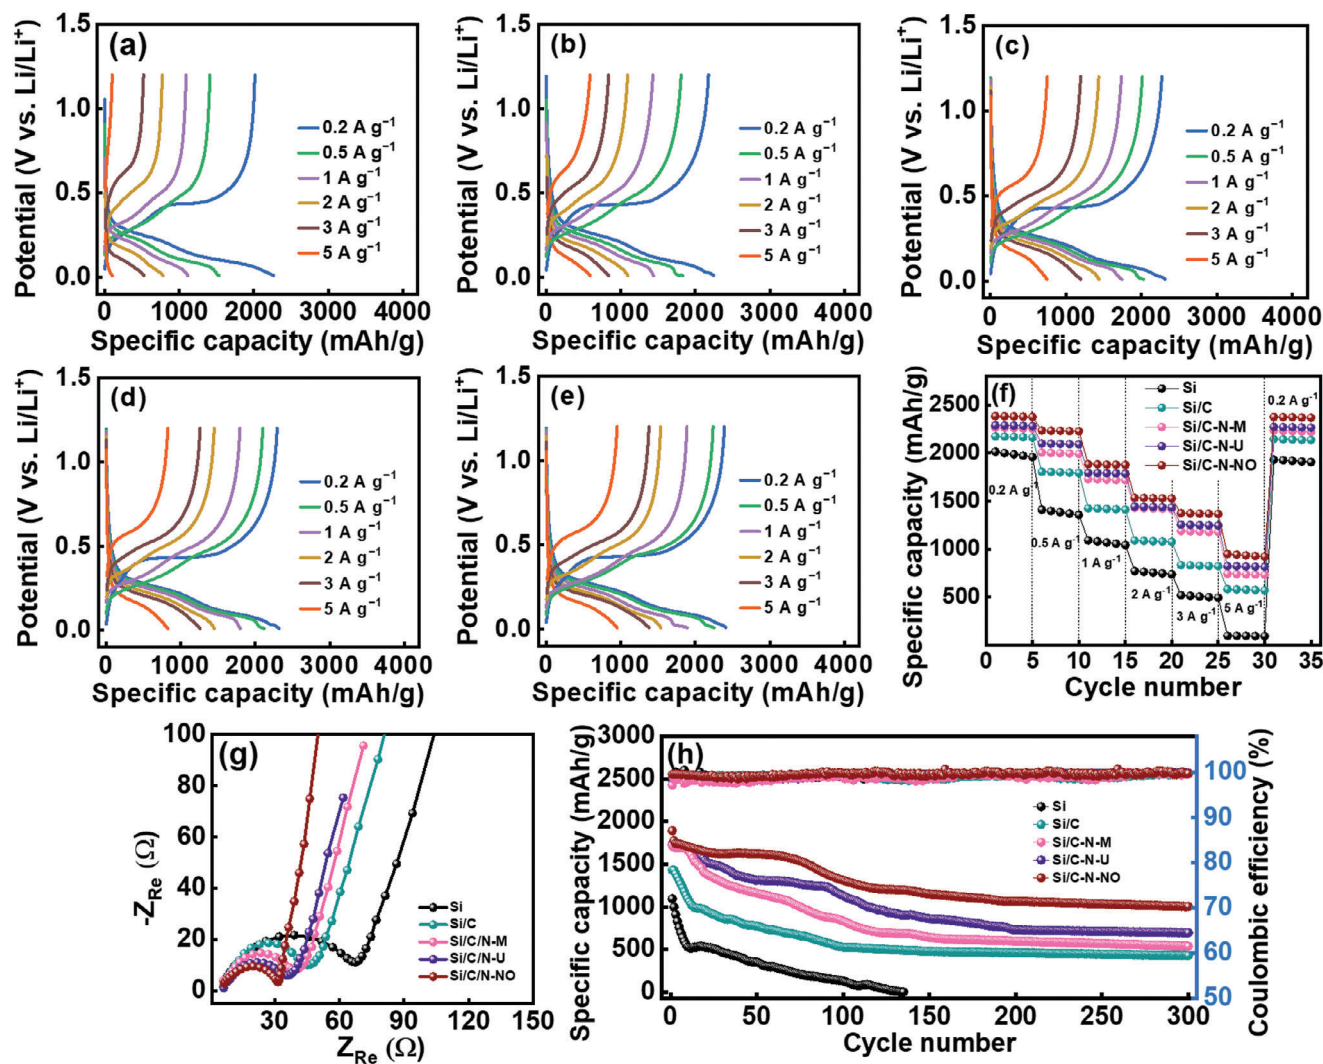 (a)
Potential (V vs. Li/Li⁺)
1.5
1.0
0.5
0.0
0.2 A g⁻¹
0.5 A g⁻¹
1 A g⁻¹
2 A g⁻¹
3 A g⁻¹
5 A g⁻¹
0 1000 2000 3000 4000
Specific capacity (mAh/g)
(b)
Potential (V vs. Li/Li⁺)
1.5
1.0
0.5
0.0
0.2 A g⁻¹
0.5 A g⁻¹
1 A g⁻¹
2 A g⁻¹
3 A g⁻¹
5 A g⁻¹
0 1000 2000 3000 4000
Specific capacity (mAh/g)
(c)
Potential (V vs. Li/Li⁺)
1.5
1.0
0.5
0.0
0.2 A g⁻¹
0.5 A g⁻¹
1 A g⁻¹
2 A g⁻¹
3 A g⁻¹
5 A g⁻¹
0 1000 2000 3000 4000
Specific capacity (mAh/g)
(d)
Potential (V vs. Li/Li⁺)
1.5
1.0
0.5
0.0
0.2 A g⁻¹
0.5 A g⁻¹
1 A g⁻¹
2 A g⁻¹
3 A g⁻¹
5 A g⁻¹
0 1000 2000 3000 4000
Specific capacity (mAh/g)
(e)
Potential (V vs. Li/Li⁺)
1.5
1.0
0.5
0.0
0.2 A g⁻¹
0.5 A g⁻¹
1 A g⁻¹
2 A g⁻¹
3 A g⁻¹
5 A g⁻¹
0 1000 2000 3000 4000
Specific capacity (mAh/g)
(f)
Specific capacity (mAh/g)
2500
2000
1500
1000
500
Si
Si/C
Si/C-N-M
Si/C-N-U
Si/C-N-NO
0.2 A g⁻¹
0.2 A g⁻¹
0.5 A g⁻¹
1 A g⁻¹
2 A g⁻¹
3 A g⁻¹
5 A g⁻¹
0 5 10 15 20 25 30 35
Cycle number
(g)
-Z_Re (Ω)
100
80
60
40
20
0
Si
Si/C
Si/C/N-M
Si/C/N-U
Si/C/N-NO
30 60 90 120 150
Z_Re (Ω)
(h)
Specific capacity (mAh/g)
3000
2500
2000
1500
1000
500
0
Si
Si/C
Si/C-N-M
Si/C-N-U
Si/C-N-NO
100
90
80
70
60
50
Coulombic efficiency (%)
0 50 100 150 200 250 300
Cycle number